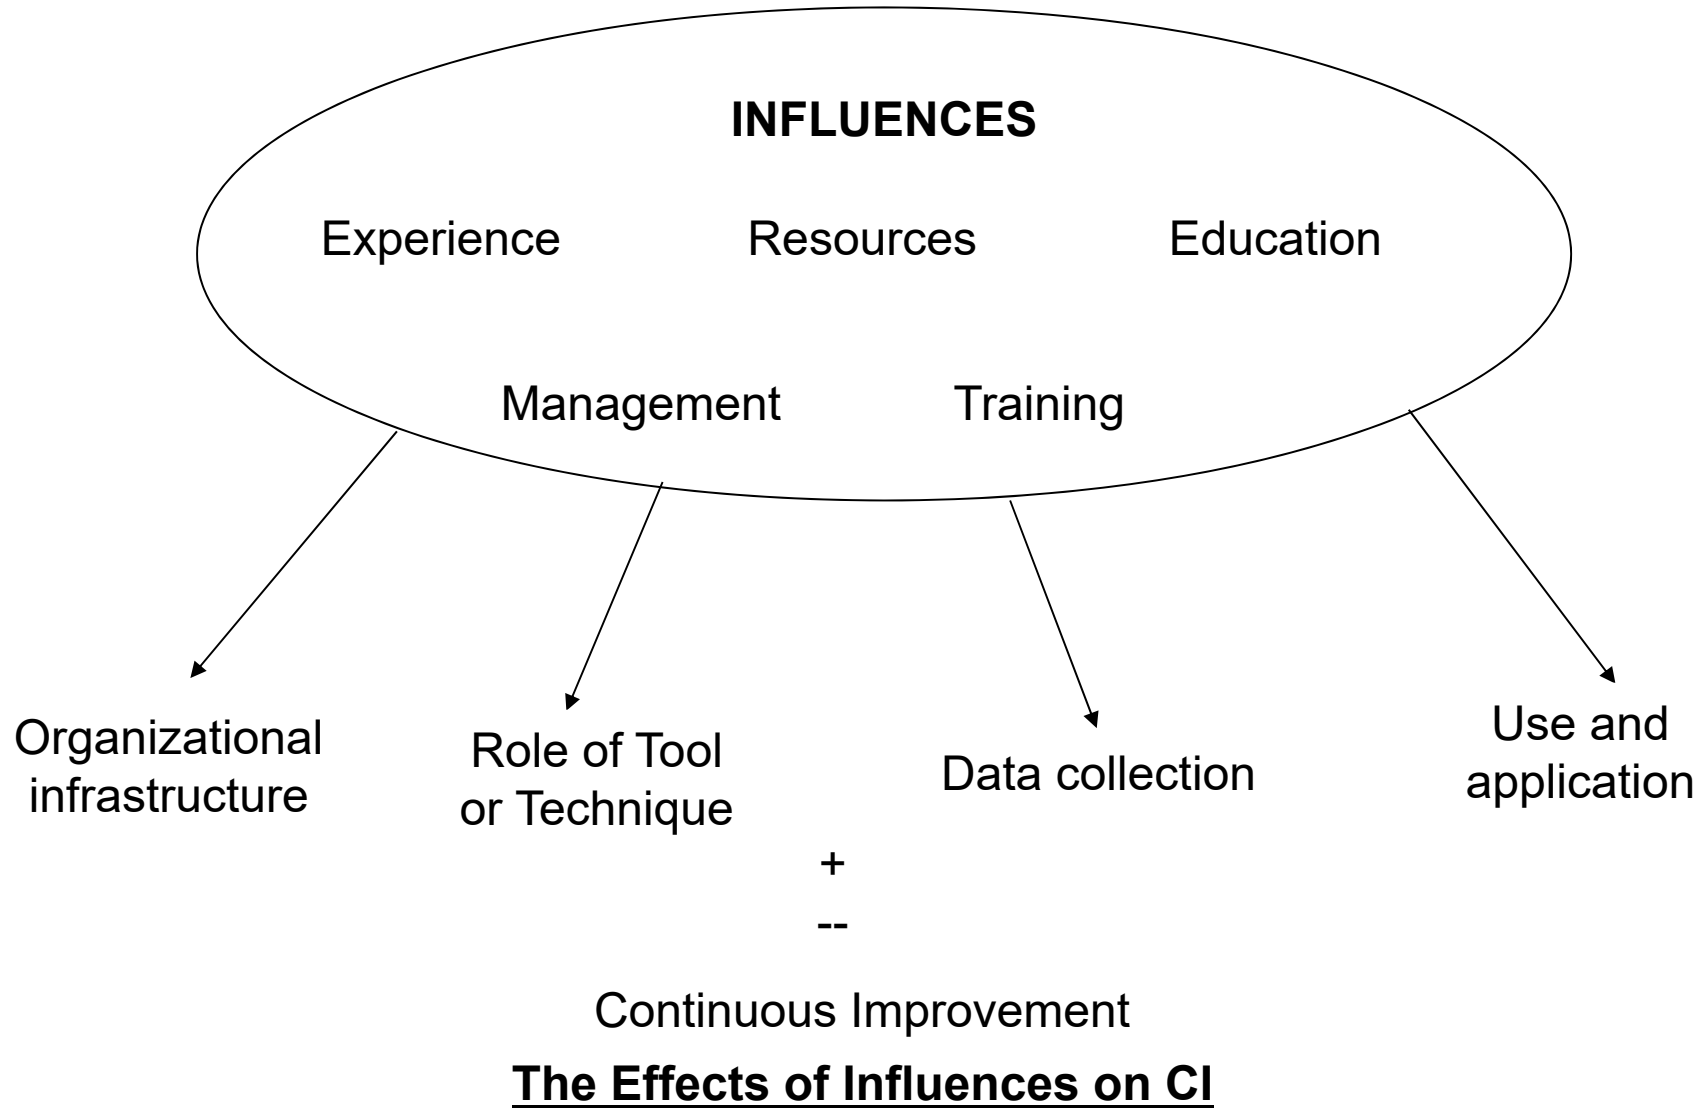 INFLUENCES
Experience Resources Education
Management Training
Organizational
infrastructure
Role of Tool
or Technique
Data collection
Use and
application
+
--
Continuous Improvement
The Effects of Influences on CI